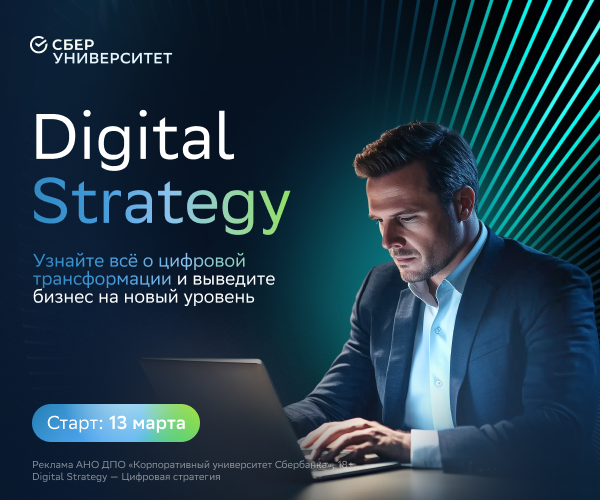 СБЕР
УНИВЕРСИТЕТ
Digital
Strategy
Узнайте всё о цифровой
трансформации и выведите
бизнес на новый уровень
Старт: 13 марта
Реклама АНО ДПО «Корпоративный университет Сбербанка», 18+
Digital Strategy — Цифровая стратегия